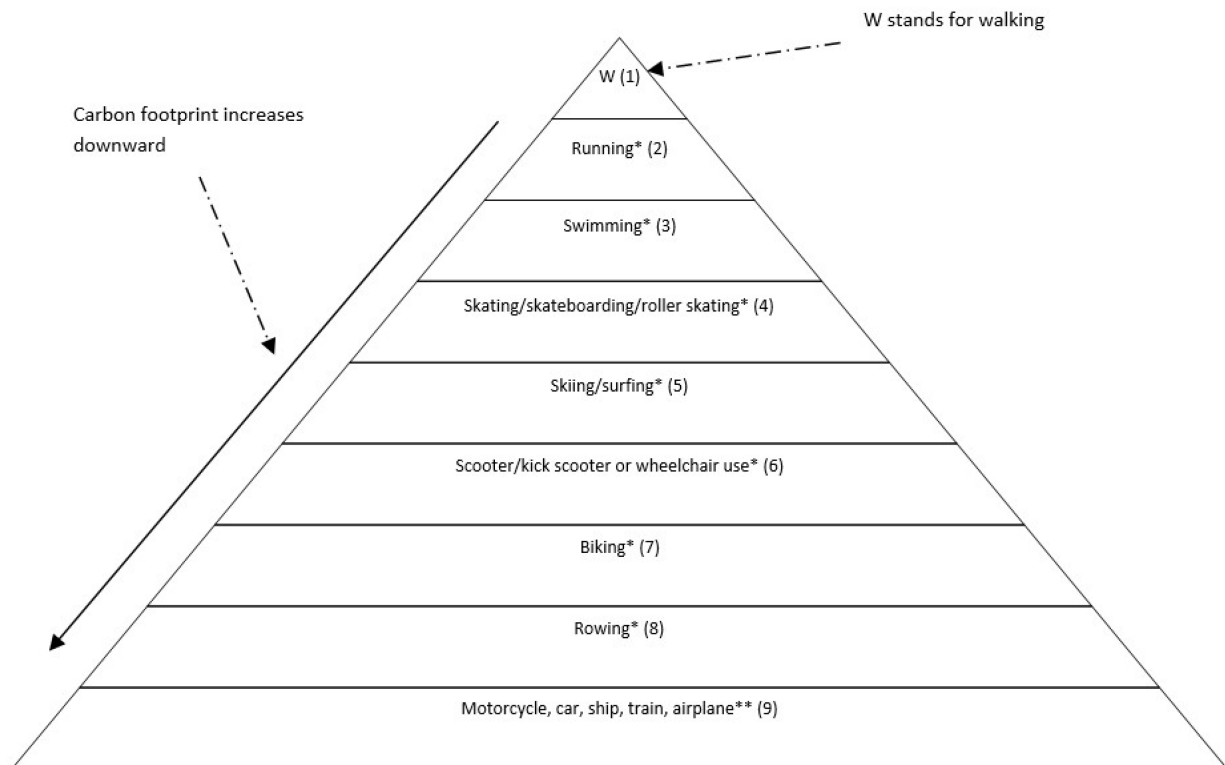 W stands for walking
W (1)
Carbon footprint increases
downward
Running* (2)
Swimming* (3)
Skating/skateboarding/roller skating* (4)
Skiing/surfing* (5)
Scooter/kick scooter or wheelchair use* (6)
Biking* (7)
Rowing* (8)
Motorcycle, car, ship, train, airplane** (9)